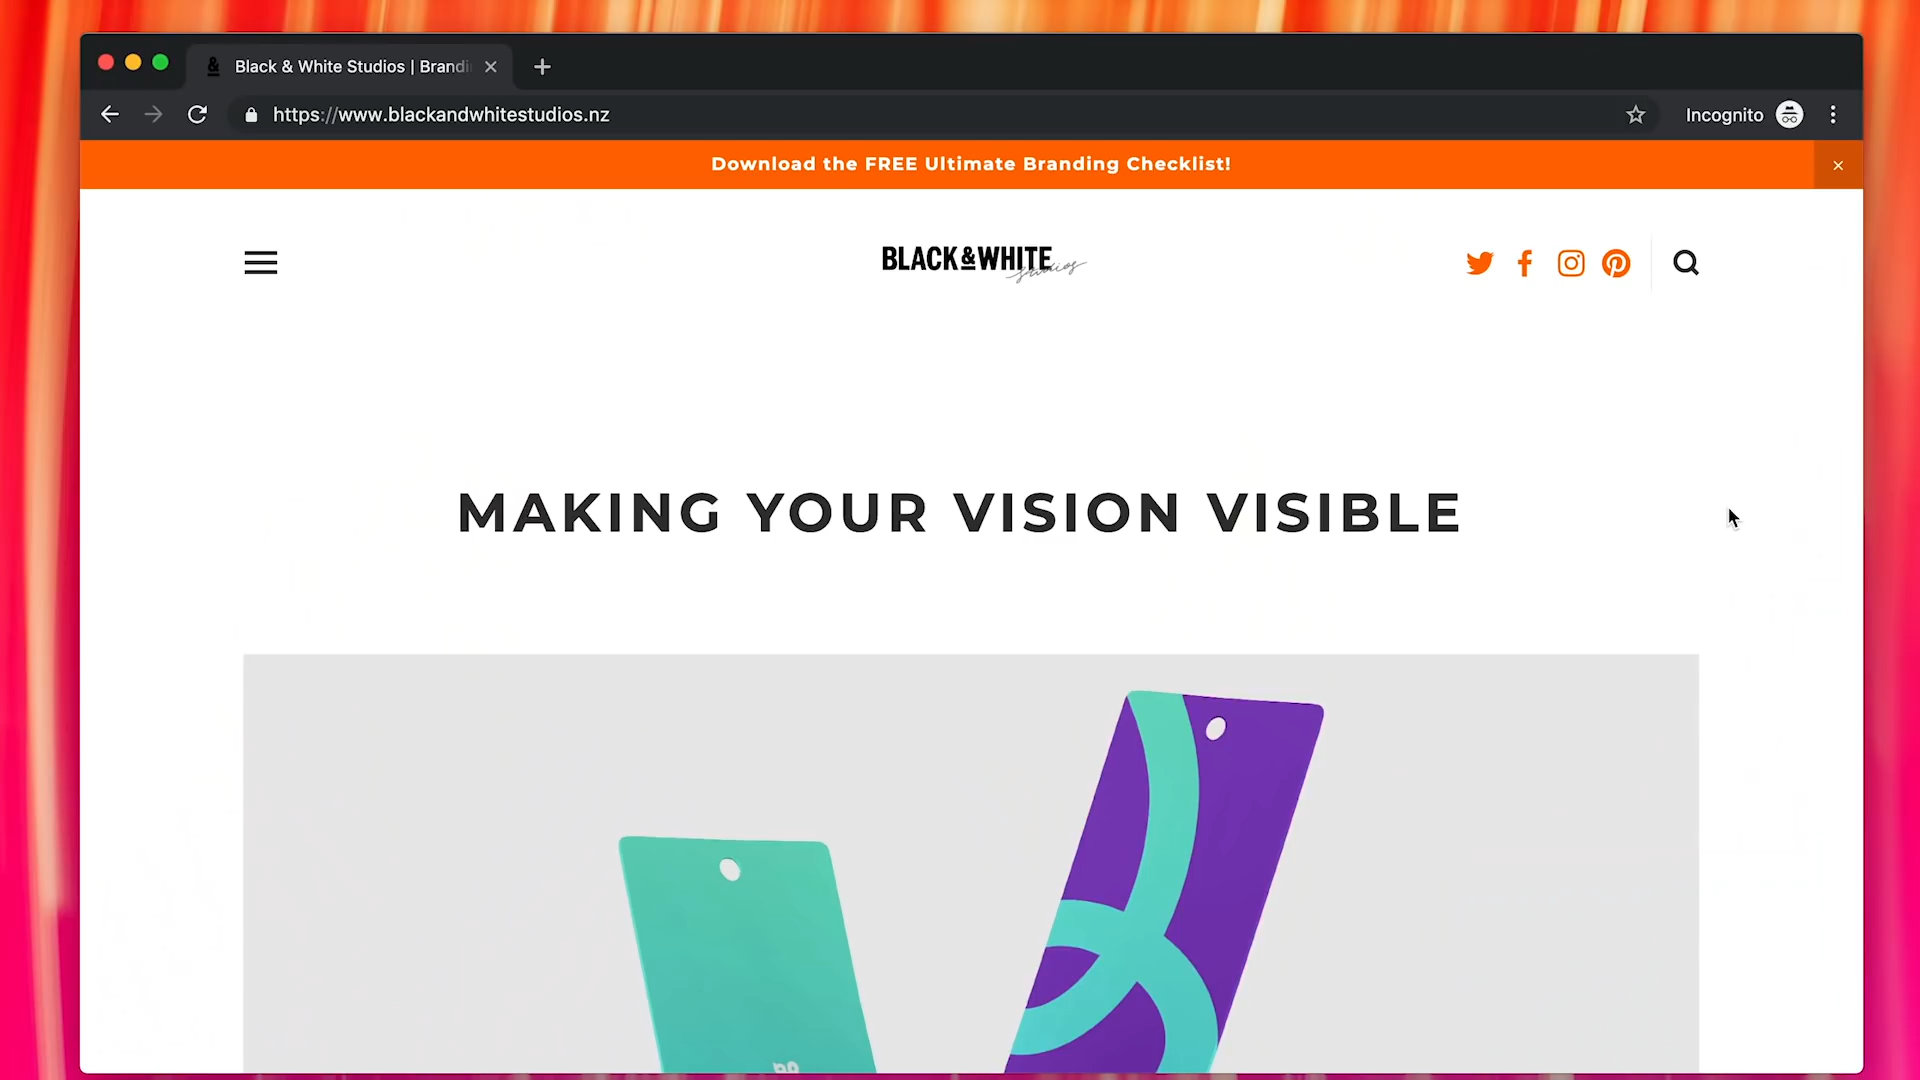 Black & White Studios | Brandi
https://www.blackandwhitestudios.nz
Incognito
Download the FREE Ultimate Branding Checklist!
BLACK&WHITE
studios
MAKING YOUR VISION VISIBLE